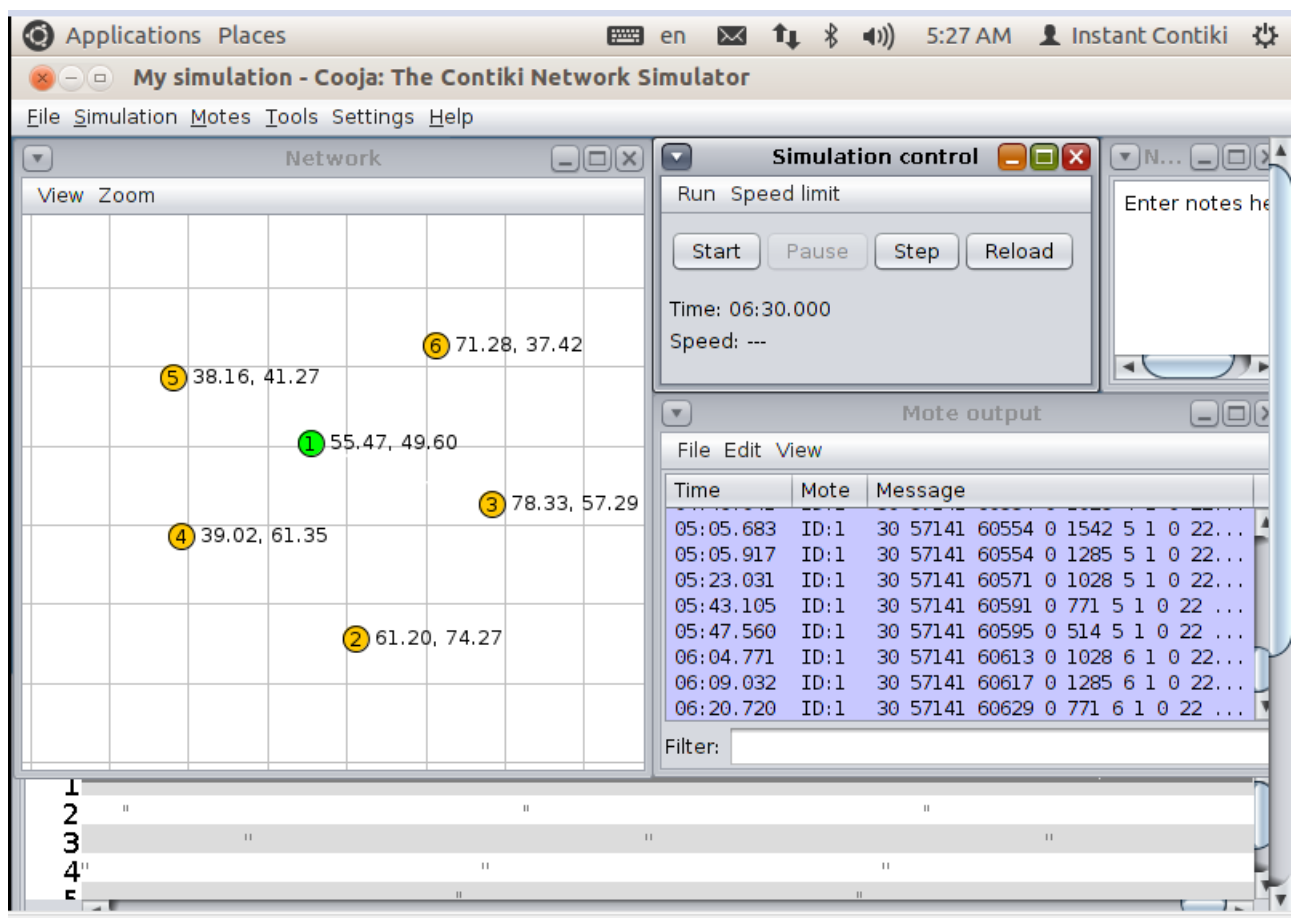 Applications Places en 5:27 AM Instant Contiki
My simulation - Cooja: The Contiki Network Simulator
File Simulation Motes Tools Settings Help
Network
View Zoom
6 71.28, 37.42
5 38.16, 41.27
1 55.47, 49.60
3 78.33, 57.29
4 39.02, 61.35
2 61.20, 74.27
Simulation control
Run Speed limit
Start Pause Step Reload
Time: 06:30.000
Speed: ---
N...
Enter notes he
Mote output
File Edit View
Time Mote Message
05:05.683 ID:1 30 57141 60554 0 1542 5 1 0 22...
05:05.917 ID:1 30 57141 60554 0 1285 5 1 0 22...
05:23.031 ID:1 30 57141 60571 0 1028 5 1 0 22...
05:43.105 ID:1 30 57141 60591 0 771 5 1 0 22 ...
05:47.560 ID:1 30 57141 60595 0 514 5 1 0 22 ...
06:04.771 ID:1 30 57141 60613 0 1028 6 1 0 22...
06:09.032 ID:1 30 57141 60617 0 1285 6 1 0 22...
06:20.720 ID:1 30 57141 60629 0 771 6 1 0 22 ...
Filter:
1
2
3
4
5